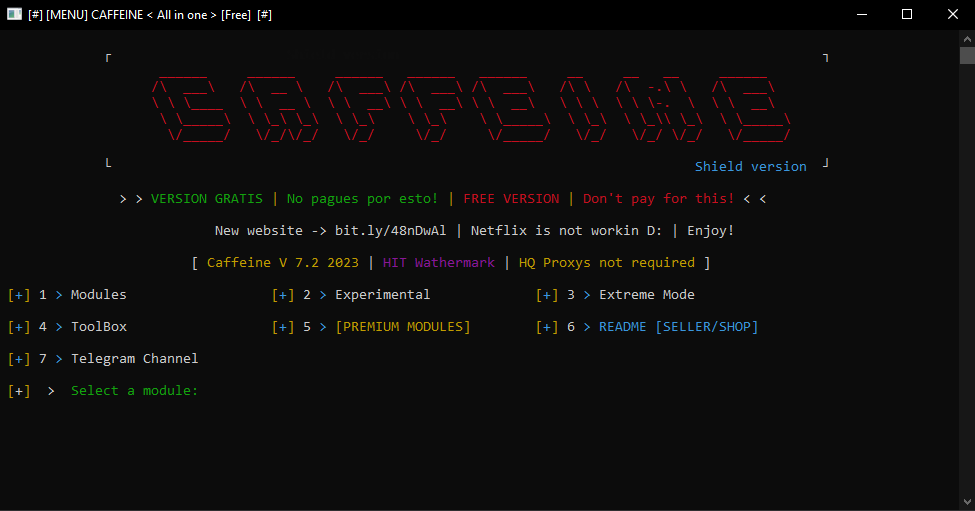 [#] [MENU] CAFFEINE < All in one > [Free] [#]
CAFFEINE
Shield version
> > VERSION GRATIS | No pagues por esto! | FREE VERSION | Don't pay for this! < <
New website -> bit.ly/48nDwAl | Netflix is not workin D: | Enjoy!
[ Caffeine V 7.2 2023 | HIT Wathermark | HQ Proxys not required ]
[+] 1 > Modules [+] 2 > Experimental [+] 3 > Extreme Mode
[+] 4 > ToolBox [+] 5 > [PREMIUM MODULES] [+] 6 > README [SELLER/SHOP]
[+] 7 > Telegram Channel
[+] > Select a module: